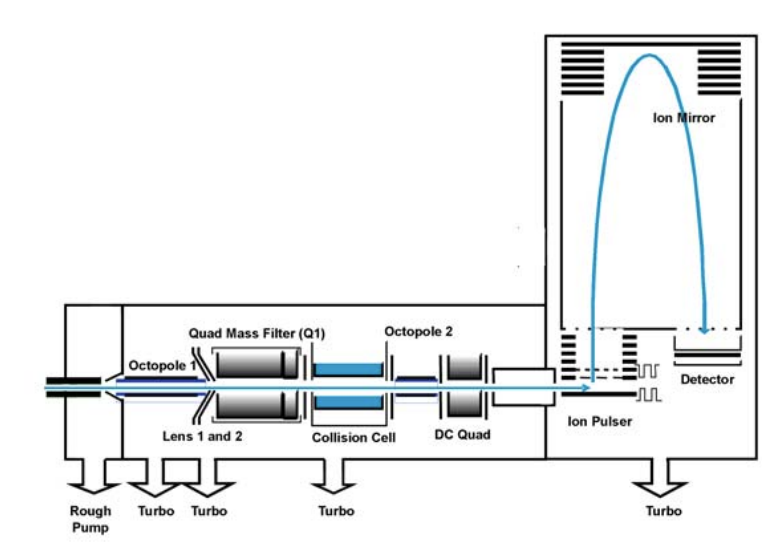 Ion Mirror
Quad Mass Filter (Q1)
Octopole 2
Octopole 1
Detector
Lens 1 and 2
Collision Cell
DC Quad
Ion Pulser
Rough
Pump
Turbo
Turbo
Turbo
Turbo